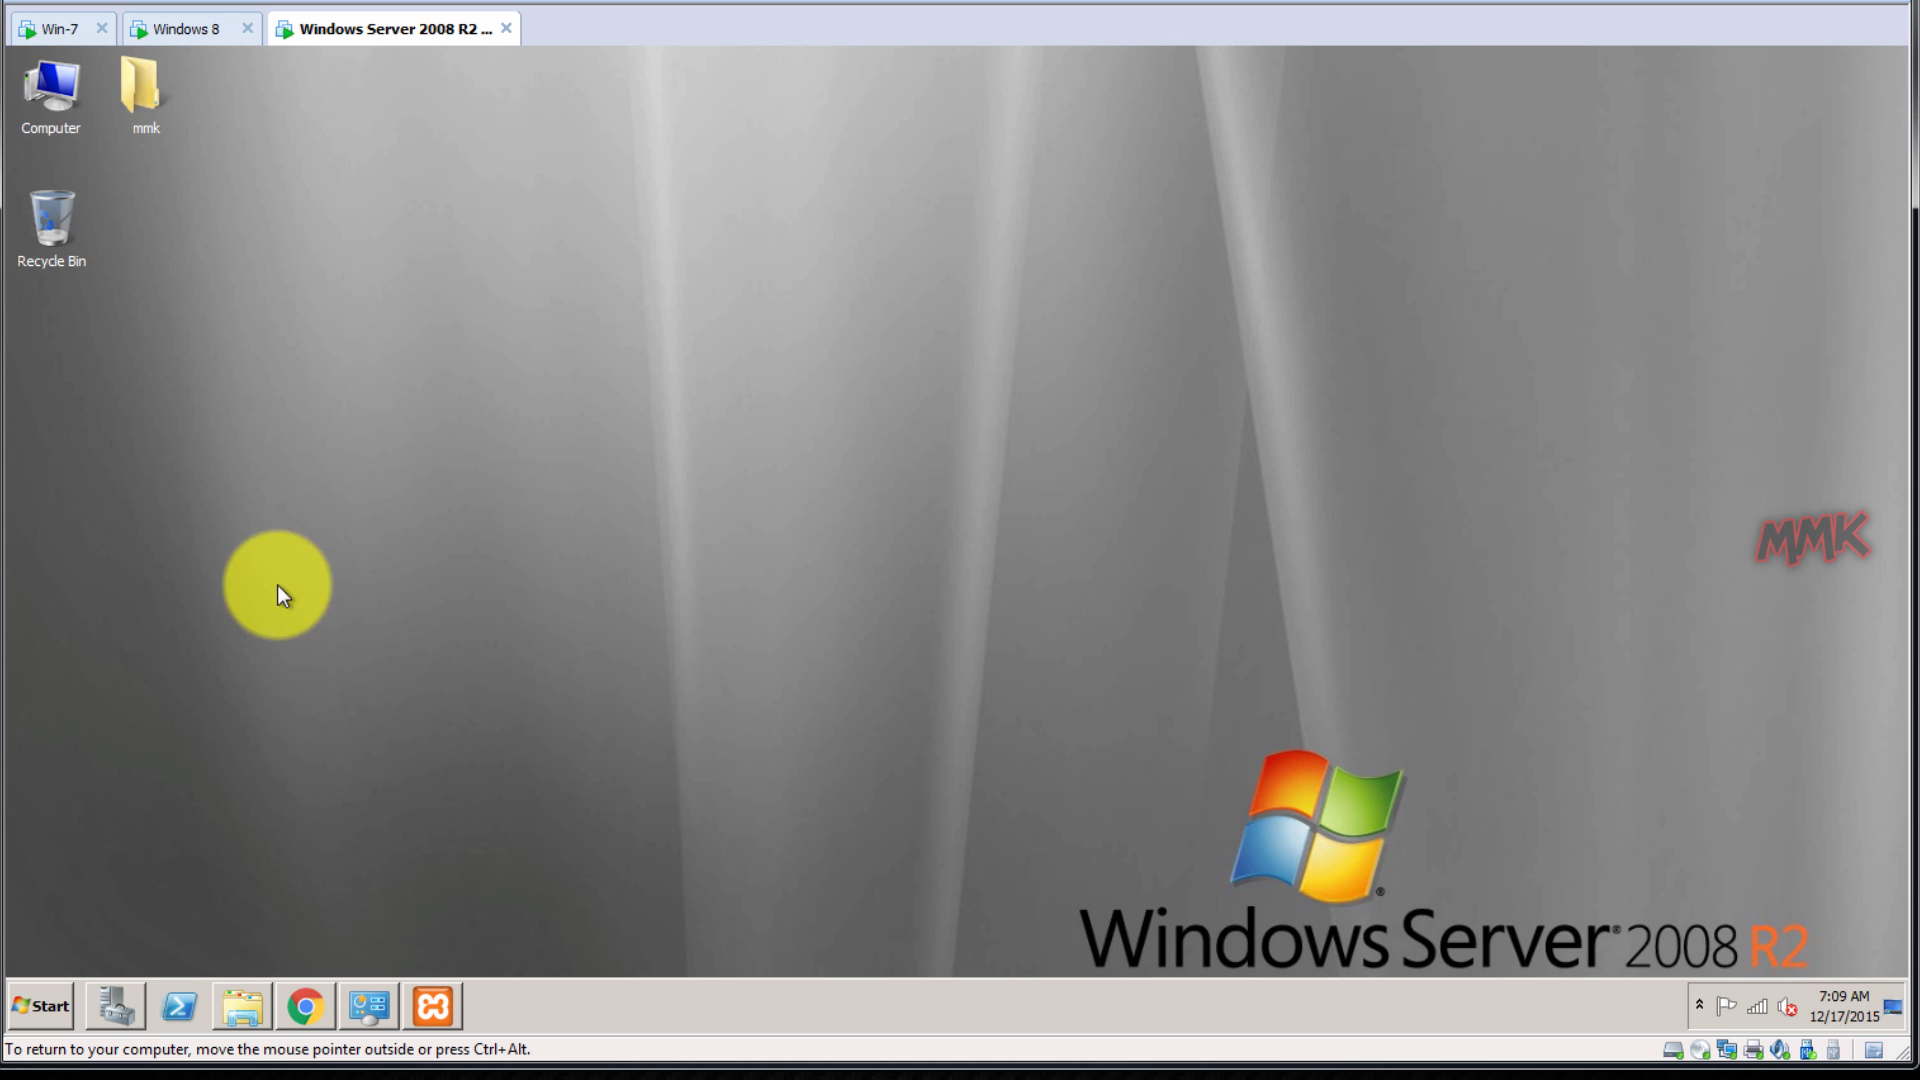 Win-7
Windows 8
Windows Server 2008 R2 ...
Computer
mmk
Recycle Bin
MMK
Windows Server® 2008 R2
Start
7:09 AM
12/17/2015
To return to your computer, move the mouse pointer outside or press Ctrl+Alt.